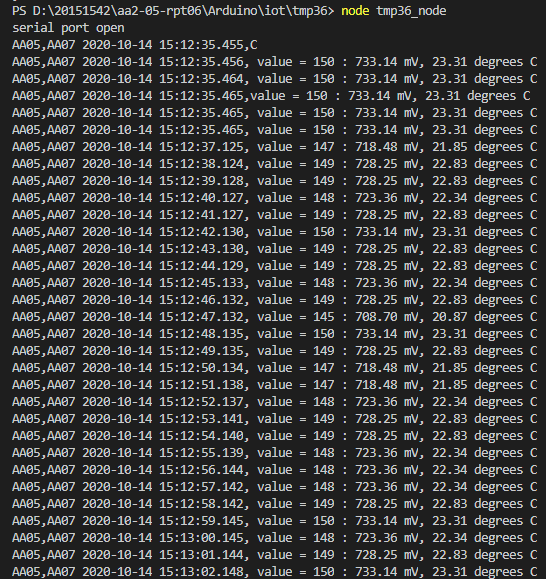 PS D:\20151542\aa2-05-rpt06\Arduino\iot\tmp36> node tmp36_node
serial port open
AA05,AA07 2020-10-14 15:12:35.455,C
AA05,AA07 2020-10-14 15:12:35.456, value = 150 : 733.14 mV, 23.31 degrees C
AA05,AA07 2020-10-14 15:12:35.464, value = 150 : 733.14 mV, 23.31 degrees C
AA05,AA07 2020-10-14 15:12:35.465,value = 150 : 733.14 mV, 23.31 degrees C
AA05,AA07 2020-10-14 15:12:35.465, value = 150 : 733.14 mV, 23.31 degrees C
AA05,AA07 2020-10-14 15:12:35.465, value = 150 : 733.14 mV, 23.31 degrees C
AA05,AA07 2020-10-14 15:12:37.125, value = 147 : 718.48 mV, 21.85 degrees C
AA05,AA07 2020-10-14 15:12:38.124, value = 149 : 728.25 mV, 22.83 degrees C
AA05,AA07 2020-10-14 15:12:39.128, value = 149 : 728.25 mV, 22.83 degrees C
AA05,AA07 2020-10-14 15:12:40.127, value = 148 : 723.36 mV, 22.34 degrees C
AA05,AA07 2020-10-14 15:12:41.127, value = 149 : 728.25 mV, 22.83 degrees C
AA05,AA07 2020-10-14 15:12:42.130, value = 150 : 733.14 mV, 23.31 degrees C
AA05,AA07 2020-10-14 15:12:43.130, value = 149 : 728.25 mV, 22.83 degrees C
AA05,AA07 2020-10-14 15:12:44.129, value = 149 : 728.25 mV, 22.83 degrees C
AA05,AA07 2020-10-14 15:12:45.133, value = 148 : 723.36 mV, 22.34 degrees C
AA05,AA07 2020-10-14 15:12:46.132, value = 149 : 728.25 mV, 22.83 degrees C
AA05,AA07 2020-10-14 15:12:47.132, value = 145 : 708.70 mV, 20.87 degrees C
AA05,AA07 2020-10-14 15:12:48.135, value = 150 : 733.14 mV, 23.31 degrees C
AA05,AA07 2020-10-14 15:12:49.135, value = 149 : 728.25 mV, 22.83 degrees C
AA05,AA07 2020-10-14 15:12:50.134, value = 147 : 718.48 mV, 21.85 degrees C
AA05,AA07 2020-10-14 15:12:51.138, value = 147 : 718.48 mV, 21.85 degrees C
AA05,AA07 2020-10-14 15:12:52.137, value = 148 : 723.36 mV, 22.34 degrees C
AA05,AA07 2020-10-14 15:12:53.141, value = 149 : 728.25 mV, 22.83 degrees C
AA05,AA07 2020-10-14 15:12:54.140, value = 149 : 728.25 mV, 22.83 degrees C
AA05,AA07 2020-10-14 15:12:55.139, value = 148 : 723.36 mV, 22.34 degrees C
AA05,AA07 2020-10-14 15:12:56.144, value = 148 : 723.36 mV, 22.34 degrees C
AA05,AA07 2020-10-14 15:12:57.142, value = 148 : 723.36 mV, 22.34 degrees C
AA05,AA07 2020-10-14 15:12:58.142, value = 149 : 728.25 mV, 22.83 degrees C
AA05,AA07 2020-10-14 15:12:59.145, value = 150 : 733.14 mV, 23.31 degrees C
AA05,AA07 2020-10-14 15:13:00.145, value = 148 : 723.36 mV, 22.34 degrees C
AA05,AA07 2020-10-14 15:13:01.144, value = 149 : 728.25 mV, 22.83 degrees C
AA05,AA07 2020-10-14 15:13:02.148, value = 150 : 733.14 mV, 23.31 degrees C